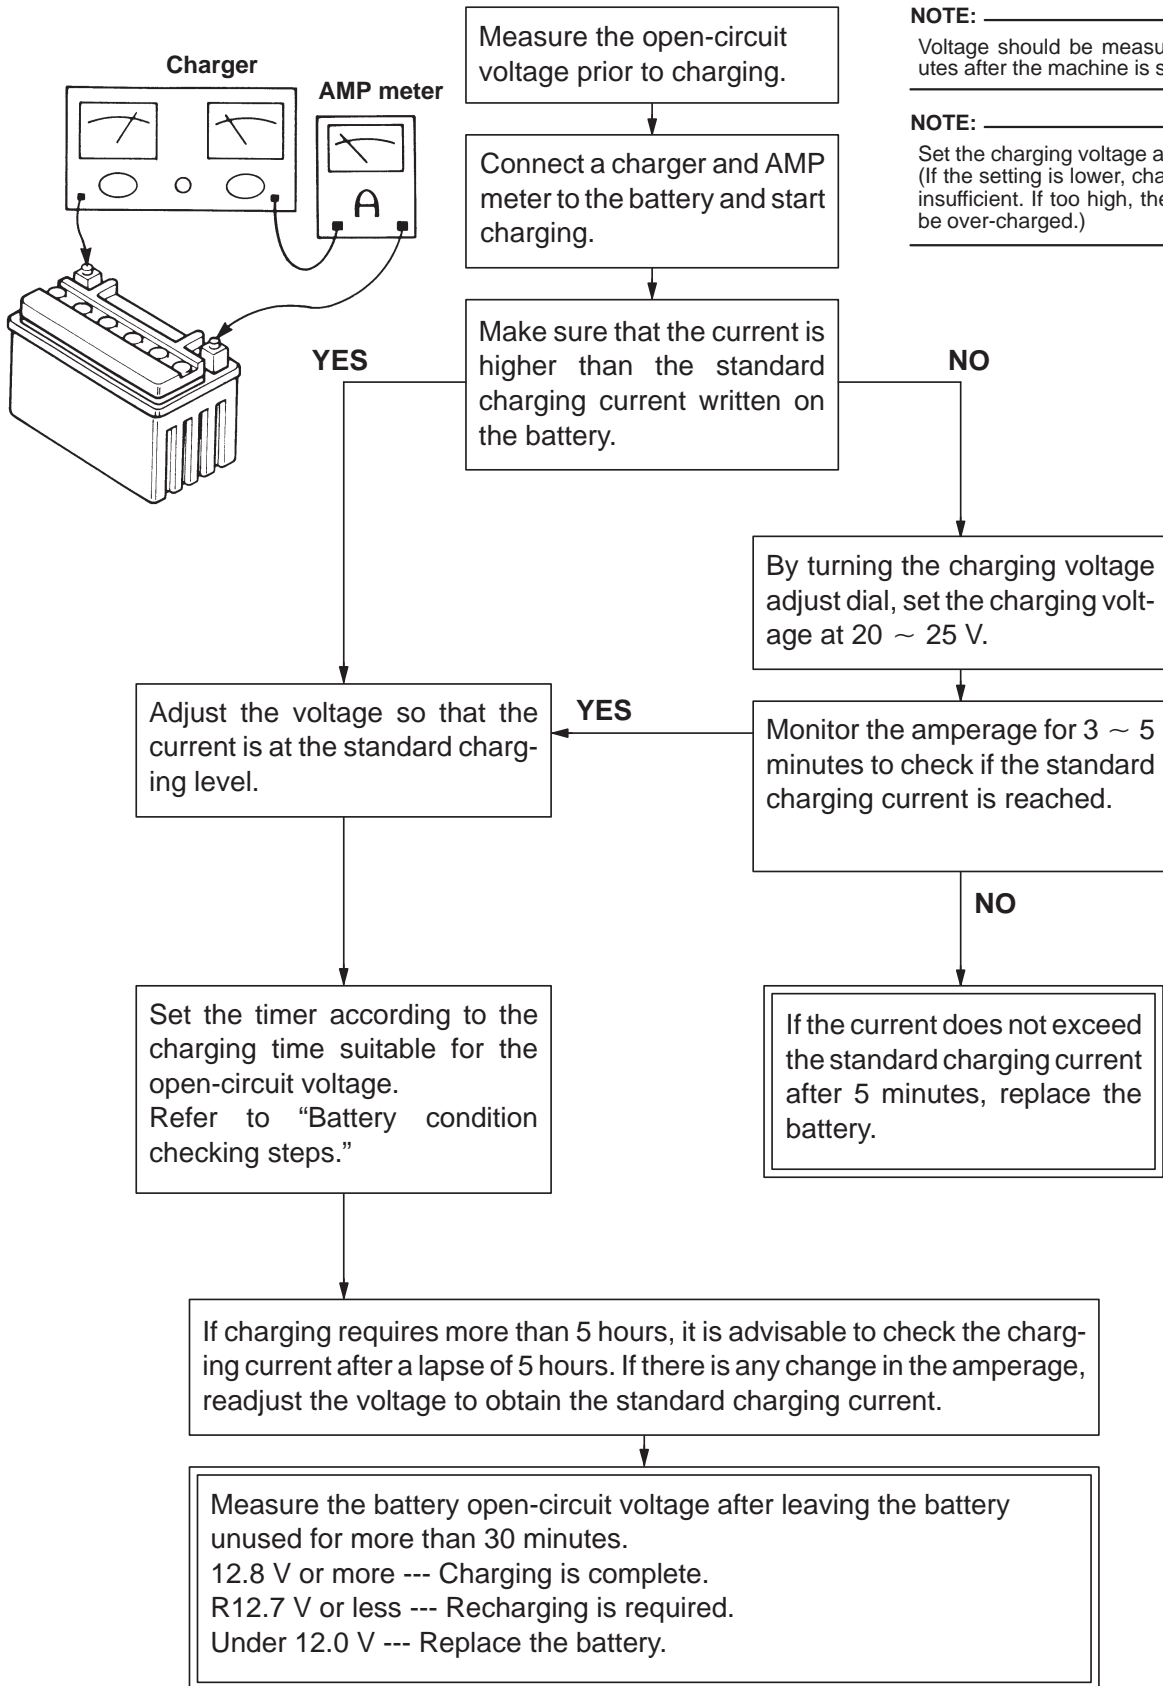 Measure the open-circuit
voltage prior to charging.
NOTE:
Voltage should be
utes after the machine is
NOTE:
Set the charging voltage
(If the setting is lower,
insufficient. If too high,
be over-charged.)
Charger
AMP meter
A
Connect a charger and AMP
meter to the battery and start
charging.
Make sure that the current is
higher than the standard
charging current written on
the battery.
YES
NO
By turning the charging voltage
adjust dial, set the charging volt-
age at 20 ~ 25 V.
Adjust the voltage so that the
current is at the standard charg-
ing level.
YES
Monitor the amperage for 3 ~ 5
minutes to check if the standard
charging current is reached.
NO
Set the timer according to the
charging time suitable for the
open-circuit voltage.
Refer to “Battery condition
checking steps.”
If the current does not exceed
the standard charging current
after 5 minutes, replace the
battery.
If charging requires more than 5 hours, it is advisable to check the charg-
ing current after a lapse of 5 hours. If there is any change in the amperage,
readjust the voltage to obtain the standard charging current.
Measure the battery open-circuit voltage after leaving the battery
unused for more than 30 minutes.
12.8 V or more --- Charging is complete.
R12.7 V or less --- Recharging is required.
Under 12.0 V --- Replace the battery.